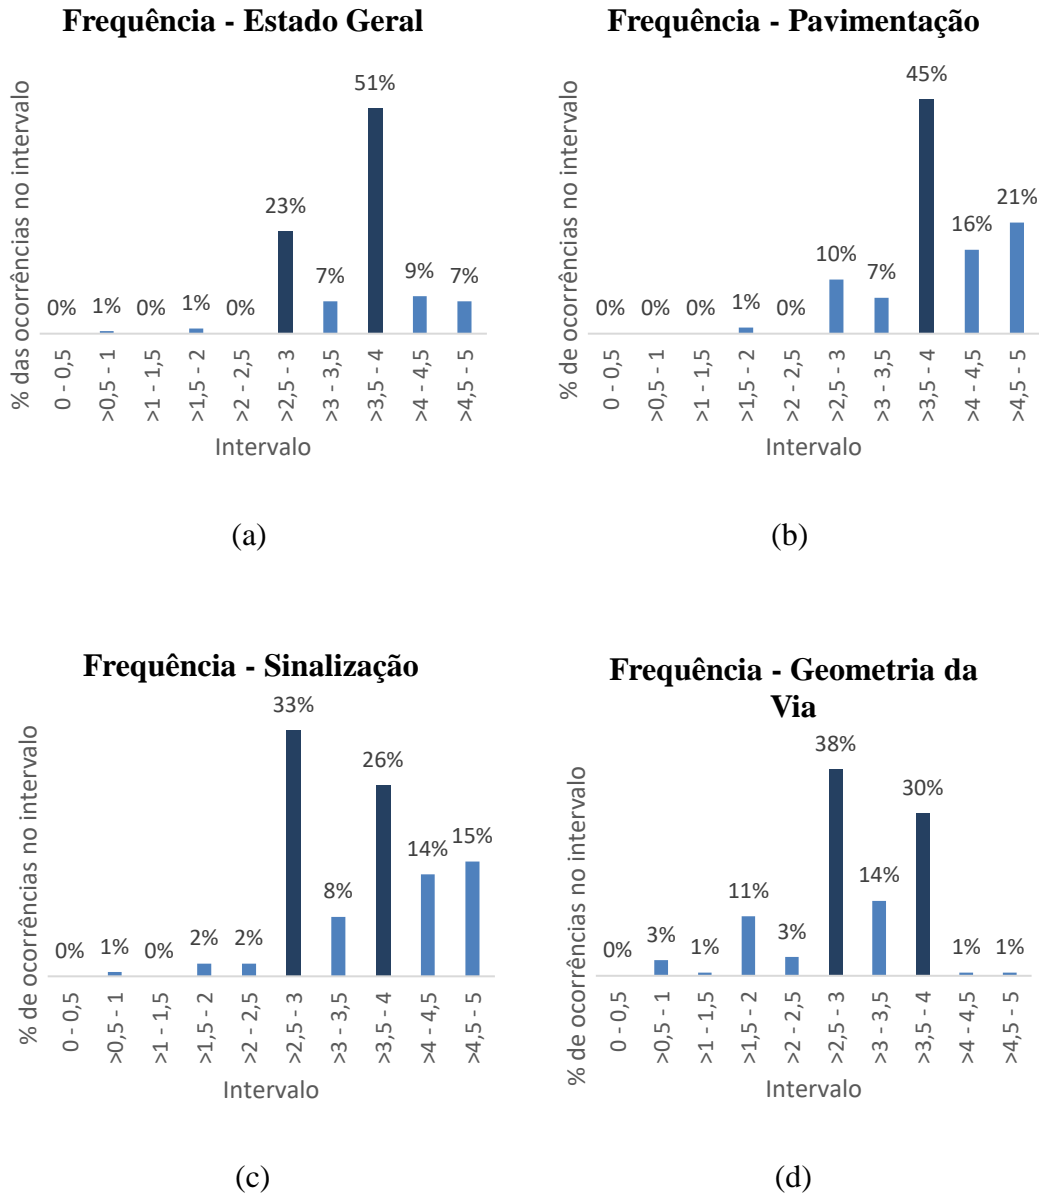 Frequência - Estado Geral
% das ocorrências no intervalo
0% 1% 0% 1% 0% 23% 7% 51% 9% 7%
0 - 0,5
>0,5 - 1
>1 - 1,5
>1,5 - 2
>2 - 2,5
>2,5 - 3
>3 - 3,5
>3,5 - 4
>4 - 4,5
>4,5 - 5
Intervalo
(a)
Frequência - Pavimentação
% de ocorrências no intervalo
0% 0% 0% 1% 0% 10% 7% 45% 16% 21%
0 - 0,5
>0,5 - 1
>1 - 1,5
>1,5 - 2
>2 - 2,5
>2,5 - 3
>3 - 3,5
>3,5 - 4
>4 - 4,5
>4,5 - 5
Intervalo
(b)
Frequência - Sinalização
% de ocorrências no intervalo
0% 1% 0% 2% 2% 33% 8% 26% 14% 15%
0 - 0,5
>0,5 - 1
>1 - 1,5
>1,5 - 2
>2 - 2,5
>2,5 - 3
>3 - 3,5
>3,5 - 4
>4 - 4,5
>4,5 - 5
Intervalo
(c)
Frequência - Geometria da
Via
% de ocorrências no intervalo
0% 3% 1% 11% 3% 38% 14% 30% 1% 1%
0 - 0,5
>0,5 - 1
>1 - 1,5
>1,5 - 2
>2 - 2,5
>2,5 - 3
>3 - 3,5
>3,5 - 4
>4 - 4,5
>4,5 - 5
Intervalo
(d)